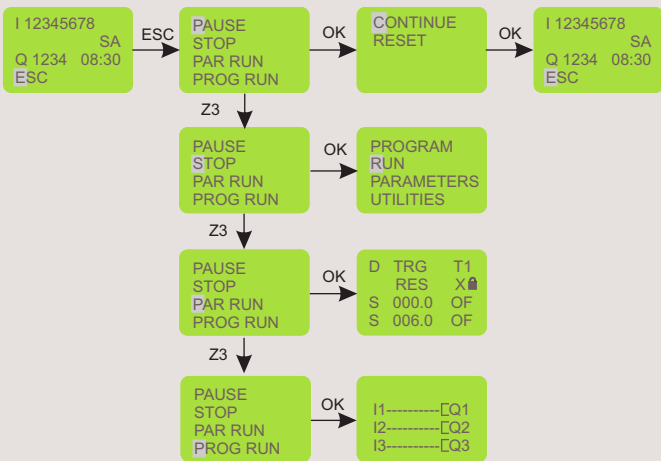 I 12345678
SA
Q 1234 08:30
ESC
ESC
PAUSE
STOP
PAR RUN
PROG RUN
OK
CONTINUE
RESET
OK
I 12345678
SA
Q 1234 08:30
ESC
Z3
PAUSE
STOP
PAR RUN
PROG RUN
OK
PROGRAM
RUN
PARAMETERS
UTILITIES
Z3
PAUSE
STOP
PAR RUN
PROG RUN
OK
D TRG T1
RES X
S 000.0 OF
S 006.0 OF
Z3
PAUSE
STOP
PAR RUN
PROG RUN
OK
I1----------[Q1
I2----------[Q2
I3----------[Q3